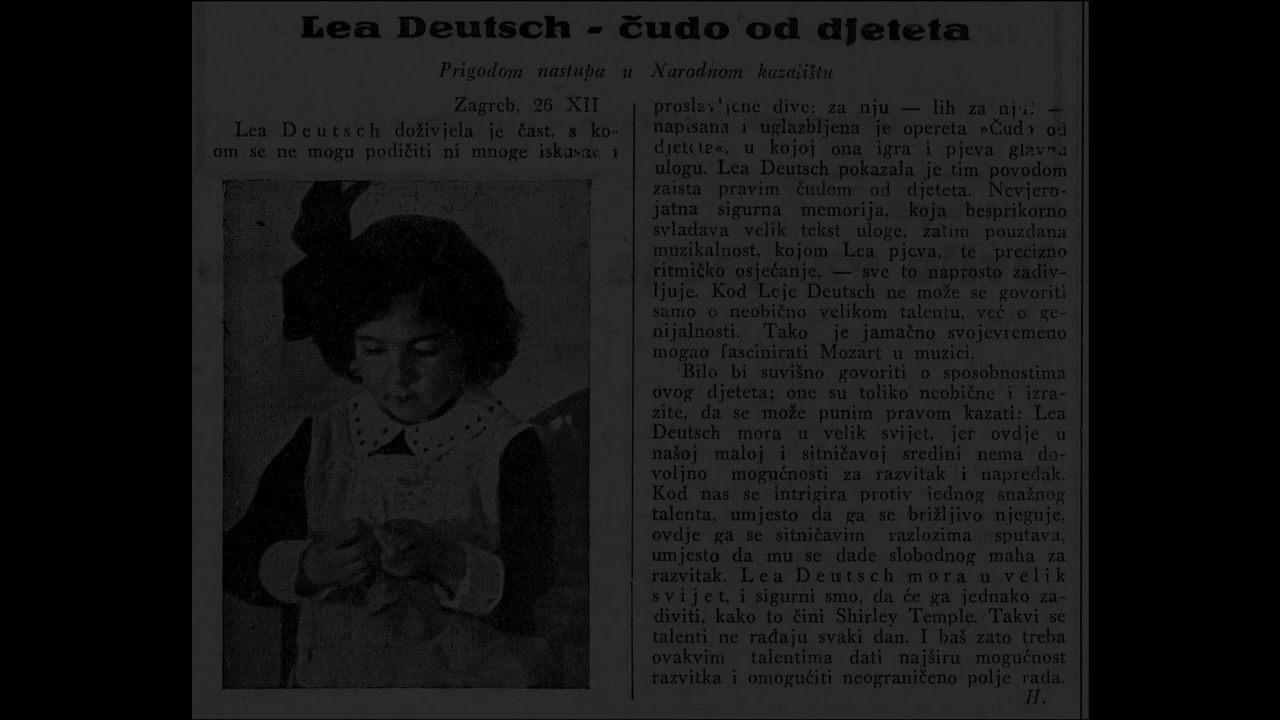 Lea Deutsch - čudo od djeteta
Prigodom nastupa u Narodnom kazalištu
Zagreb, 26 XII
Lea Deutsch doživjela je čast, s ko-
om se ne mogu podičiti ni mnoge iskusne i
proslavljene dive: za nju — lih za nju! —
napisana i uglazbljena je opereta »Čudo od
djeteta«, u kojoj ona igra i pjeva glavnu
ulogu. Lea Deutsch pokazala je tim povodom
zaista pravim čudom od djeteta. Nevjero-
jatna sigurna memorija, koja besprikorno
svladava velik tekst uloge, zatim pouzdana
muzikalnost, kojom Lea pjeva, te precizno
ritmičko osjećanje, — sve to naprosto zadiv-
ljuje. Kod Leje Deutsch ne može se govoriti
samo o neobično velikom talentu, već o ge-
nijalnosti. Tako je jamačno svojevremeno
mogao fascinirati Mozart u muzici.
Bilo bi suvišno govoriti o sposobnostima
ovog djeteta; one su toliko neobične i izra-
zite, da se može punim pravom kazati: Lea
Deutsch mora u velik svijet, jer ovdje u
našoj maloj i sitničavoj sredini nema do-
voljno mogućnosti za razvitak i napredak.
Kod nas se intrigira protiv jednog snažnog
talenta, umjesto da ga se brižljivo njeguje,
ovdje ga se sitničavim razlozima sputava,
umjesto da mu se dade slobodnog maha za
razvitak. Lea Deutsch mora u velik
svijet, i sigurni smo, da će ga jednako za-
diviti, kako to čini Shirley Temple. Takvi se
talenti ne rađaju svaki dan. I baš zato treba
ovakvim talentima dati najširu mogućnost
razvitka i omogućiti neograničeno polje rada.
H.